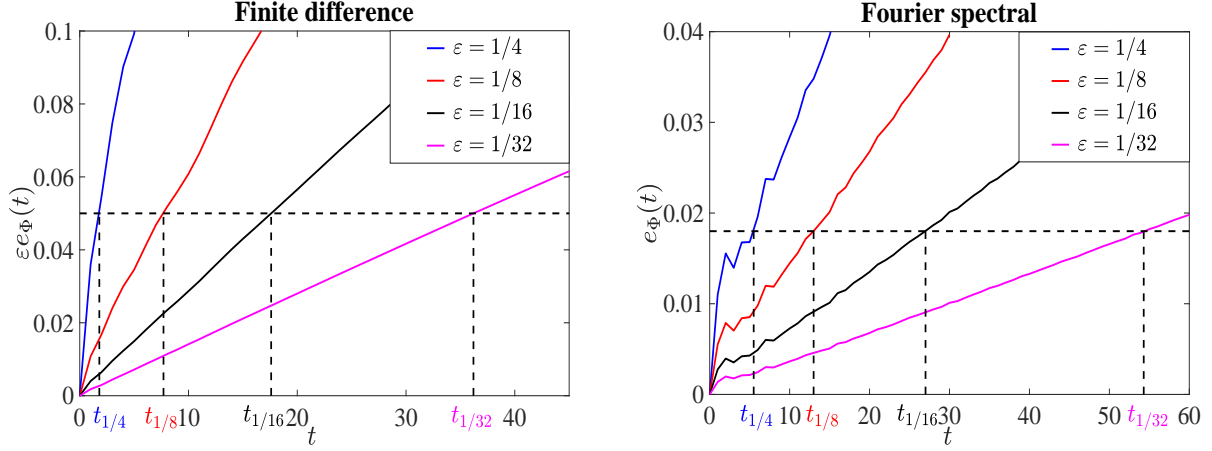 Finite difference
εe_Φ(t)
0.1
0.08
0.06
0.04
0.02
0
ε = 1/4
ε = 1/8
ε = 1/16
ε = 1/32
0 10 20 30 40
t_{1/4} t_{1/8} t_{1/16} t_{1/32}
t
Fourier spectral
e_Φ(t)
0.04
0.03
0.02
0.01
0
ε = 1/4
ε = 1/8
ε = 1/16
ε = 1/32
0 10 20 30 40 50 60
t_{1/4} t_{1/8} t_{1/16} t_{1/32}
t